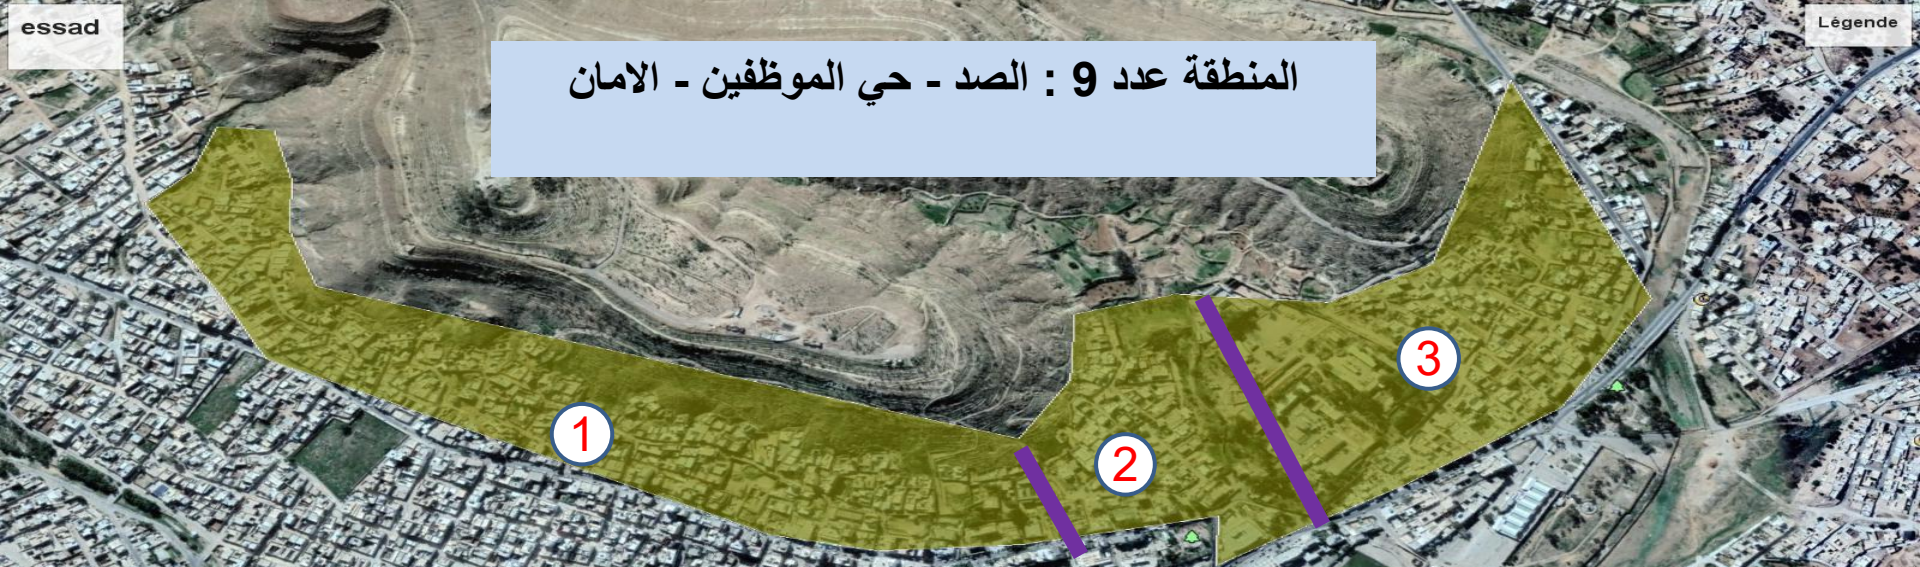 essad
Légende
المنطقة عدد 9 : الصد - حي الموظفين - الامان
1
2
3